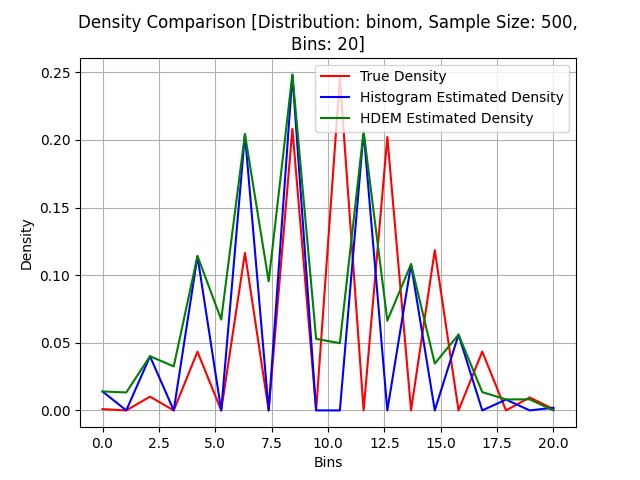 Density Comparison [Distribution: binom, Sample Size: 500,
Bins: 20]
True Density
Histogram Estimated Density
HDEM Estimated Density
Density
0.25
0.20
0.15
0.10
0.05
0.00
0.0 2.5 5.0 7.5 10.0 12.5 15.0 17.5 20.0
Bins